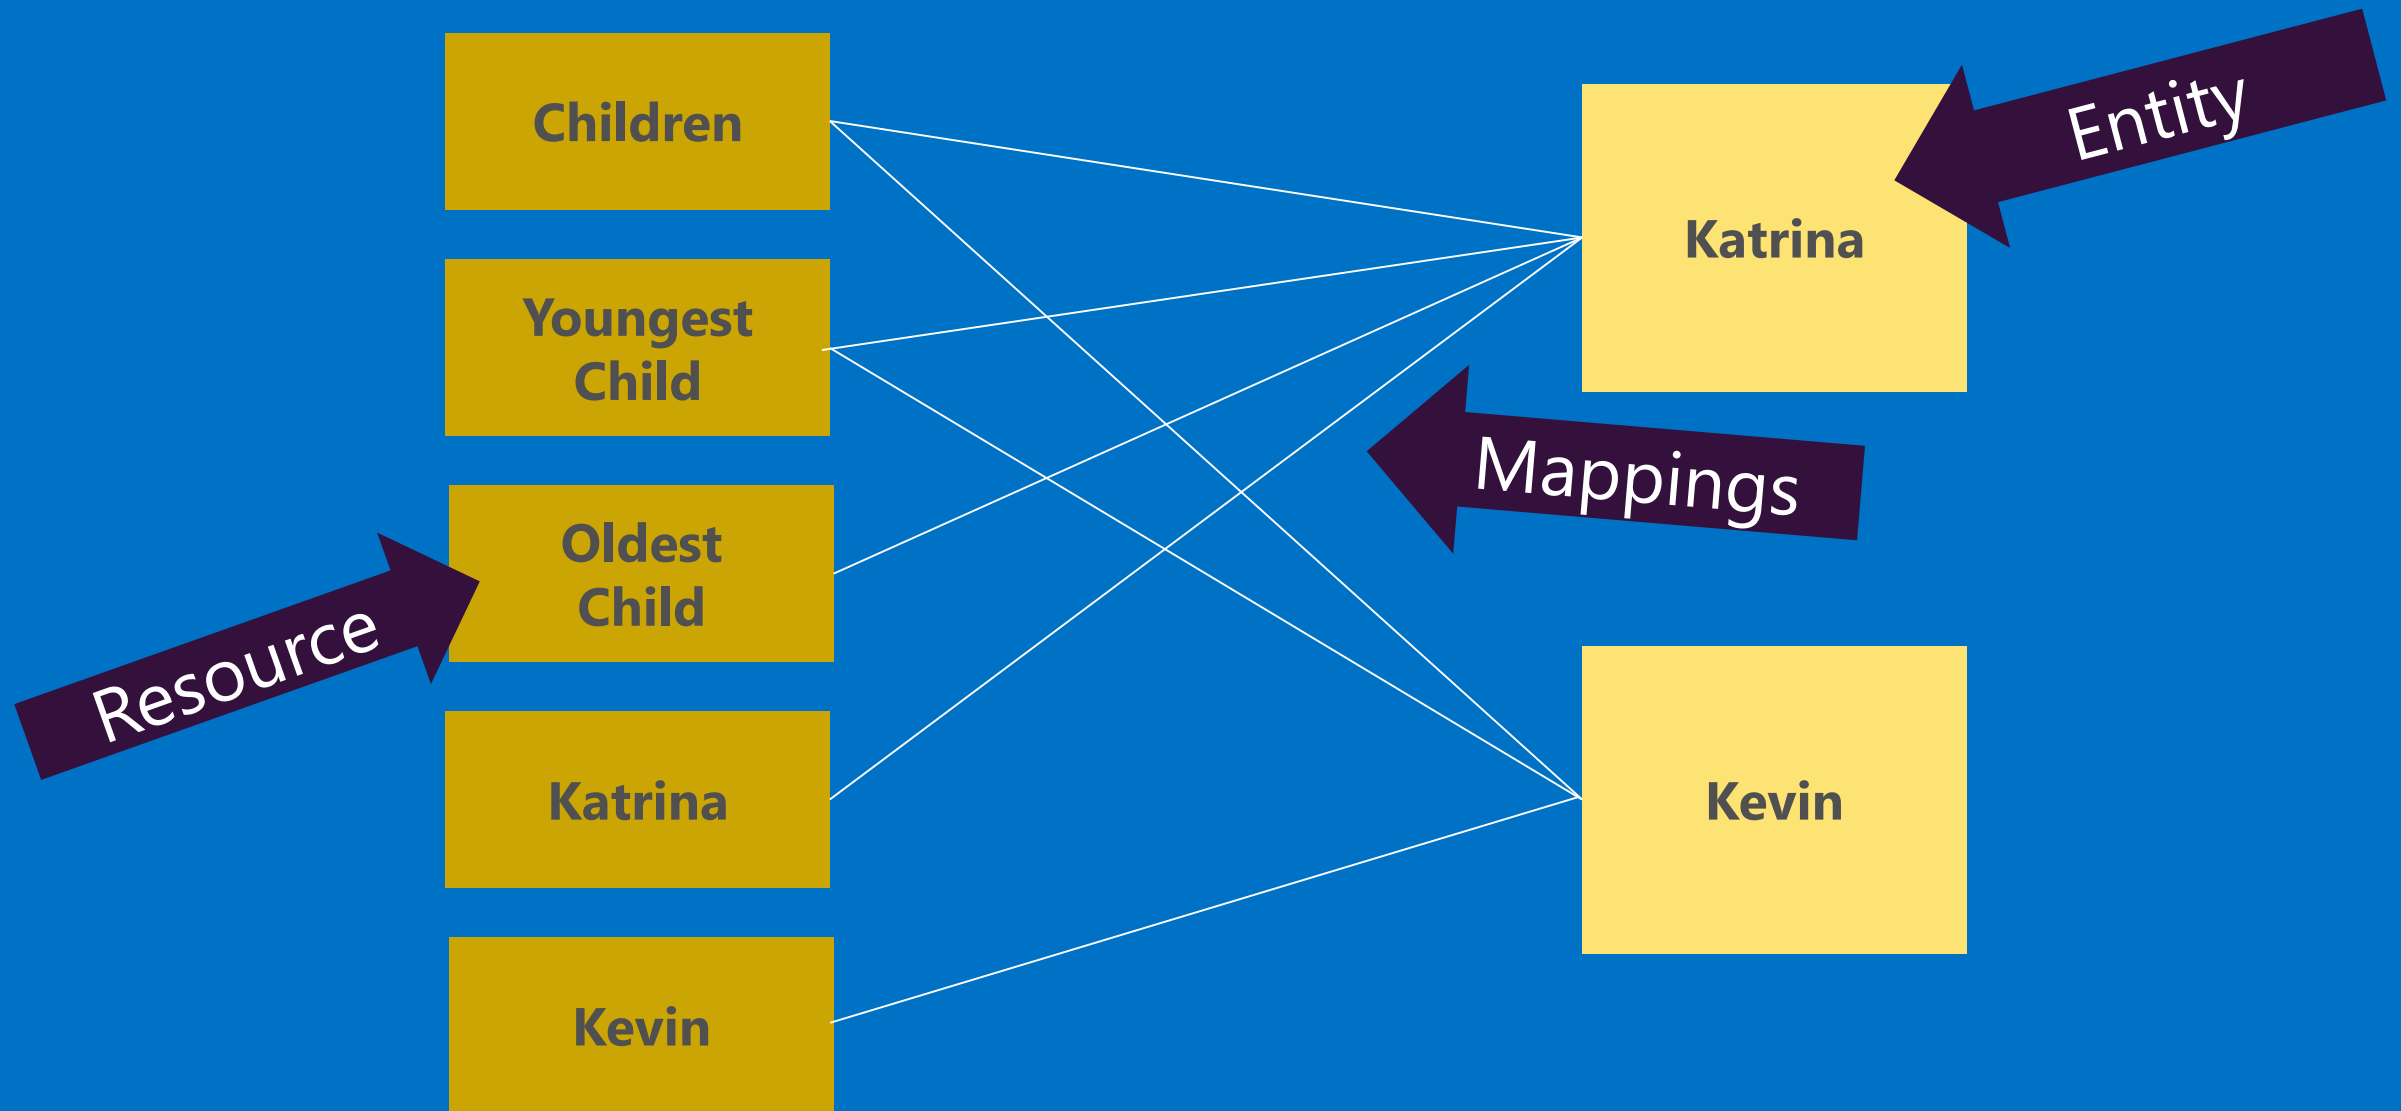 Children
Youngest
Child
Oldest
Child
Katrina
Kevin
Resource
Mappings
Entity
Katrina
Kevin